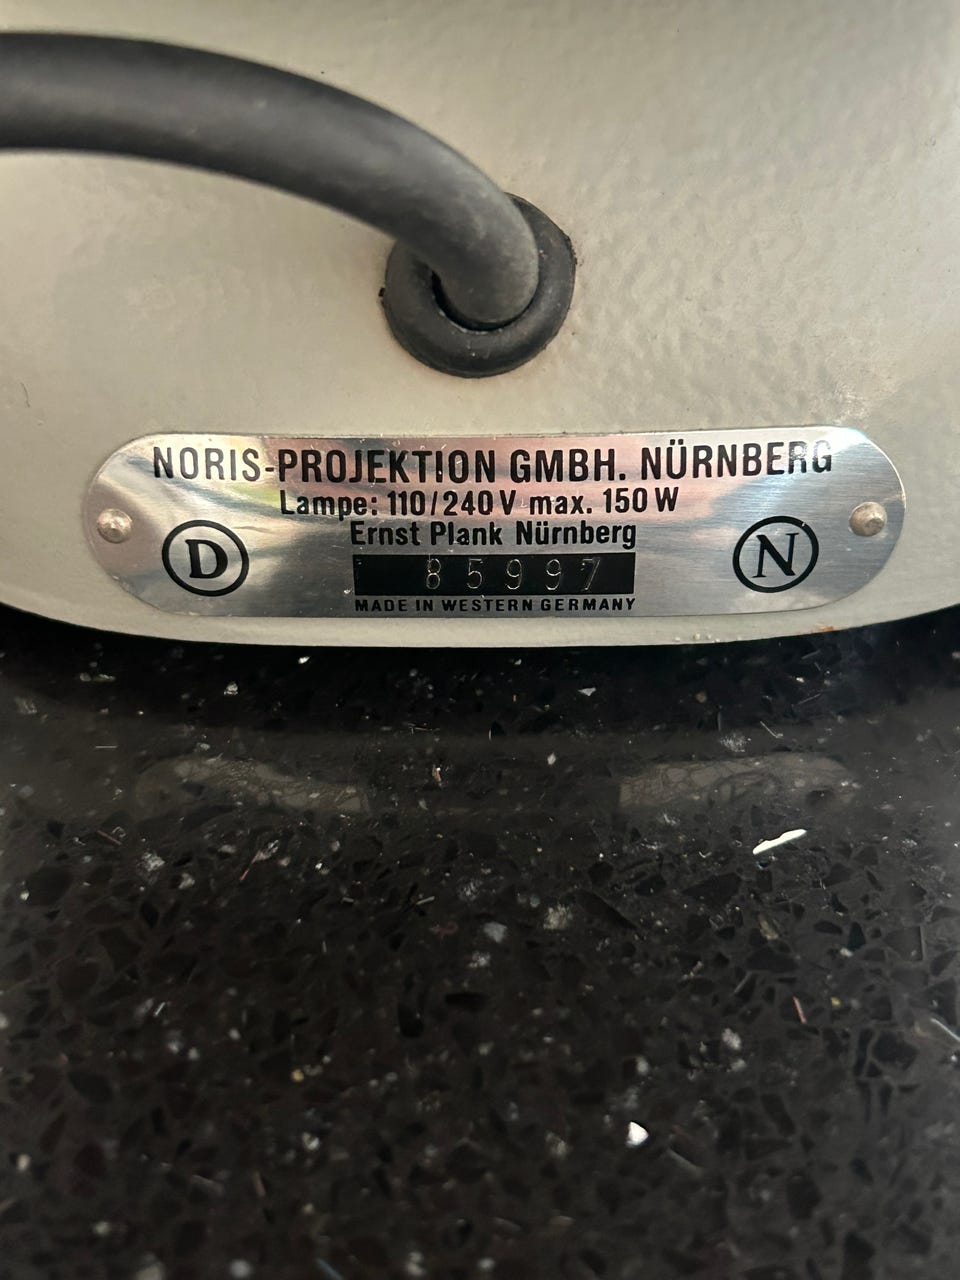 NORIS-PROJEKTION GMBH. NÜRNBERG
Lampe: 110/240 V max. 150 W
Ernst Plank Nürnberg
D 85997 N
MADE IN WESTERN GERMANY